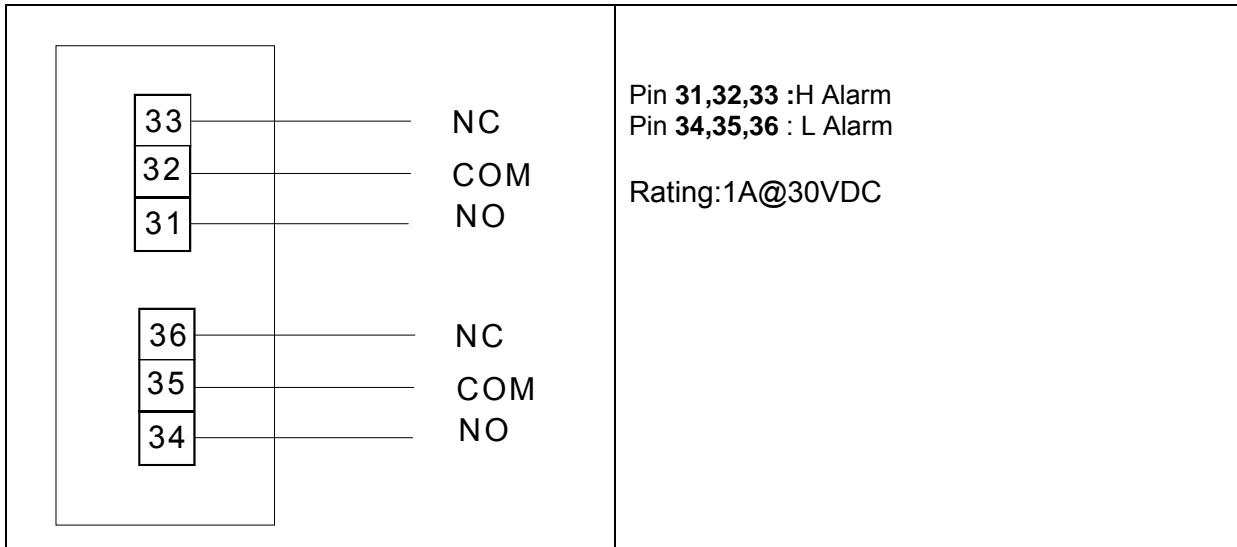 33 NC
32 COM
31 NO
36 NC
35 COM
34 NO
Pin 31,32,33 :H Alarm
Pin 34,35,36 : L Alarm
Rating:1A@30VDC